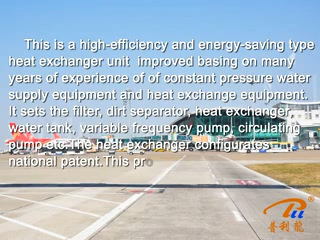 This is a high-efficiency and energy-saving type
heat exchanger unit improved basing on many
years of experience of of constant pressure water
supply equipment and heat exchange equipment.
It sets the filter, dirt separator, heat exchanger,
water tank, variable frequency pump, circulating
pump etc.The heat exchanger configurates
national patent.This pr
®
普利龍